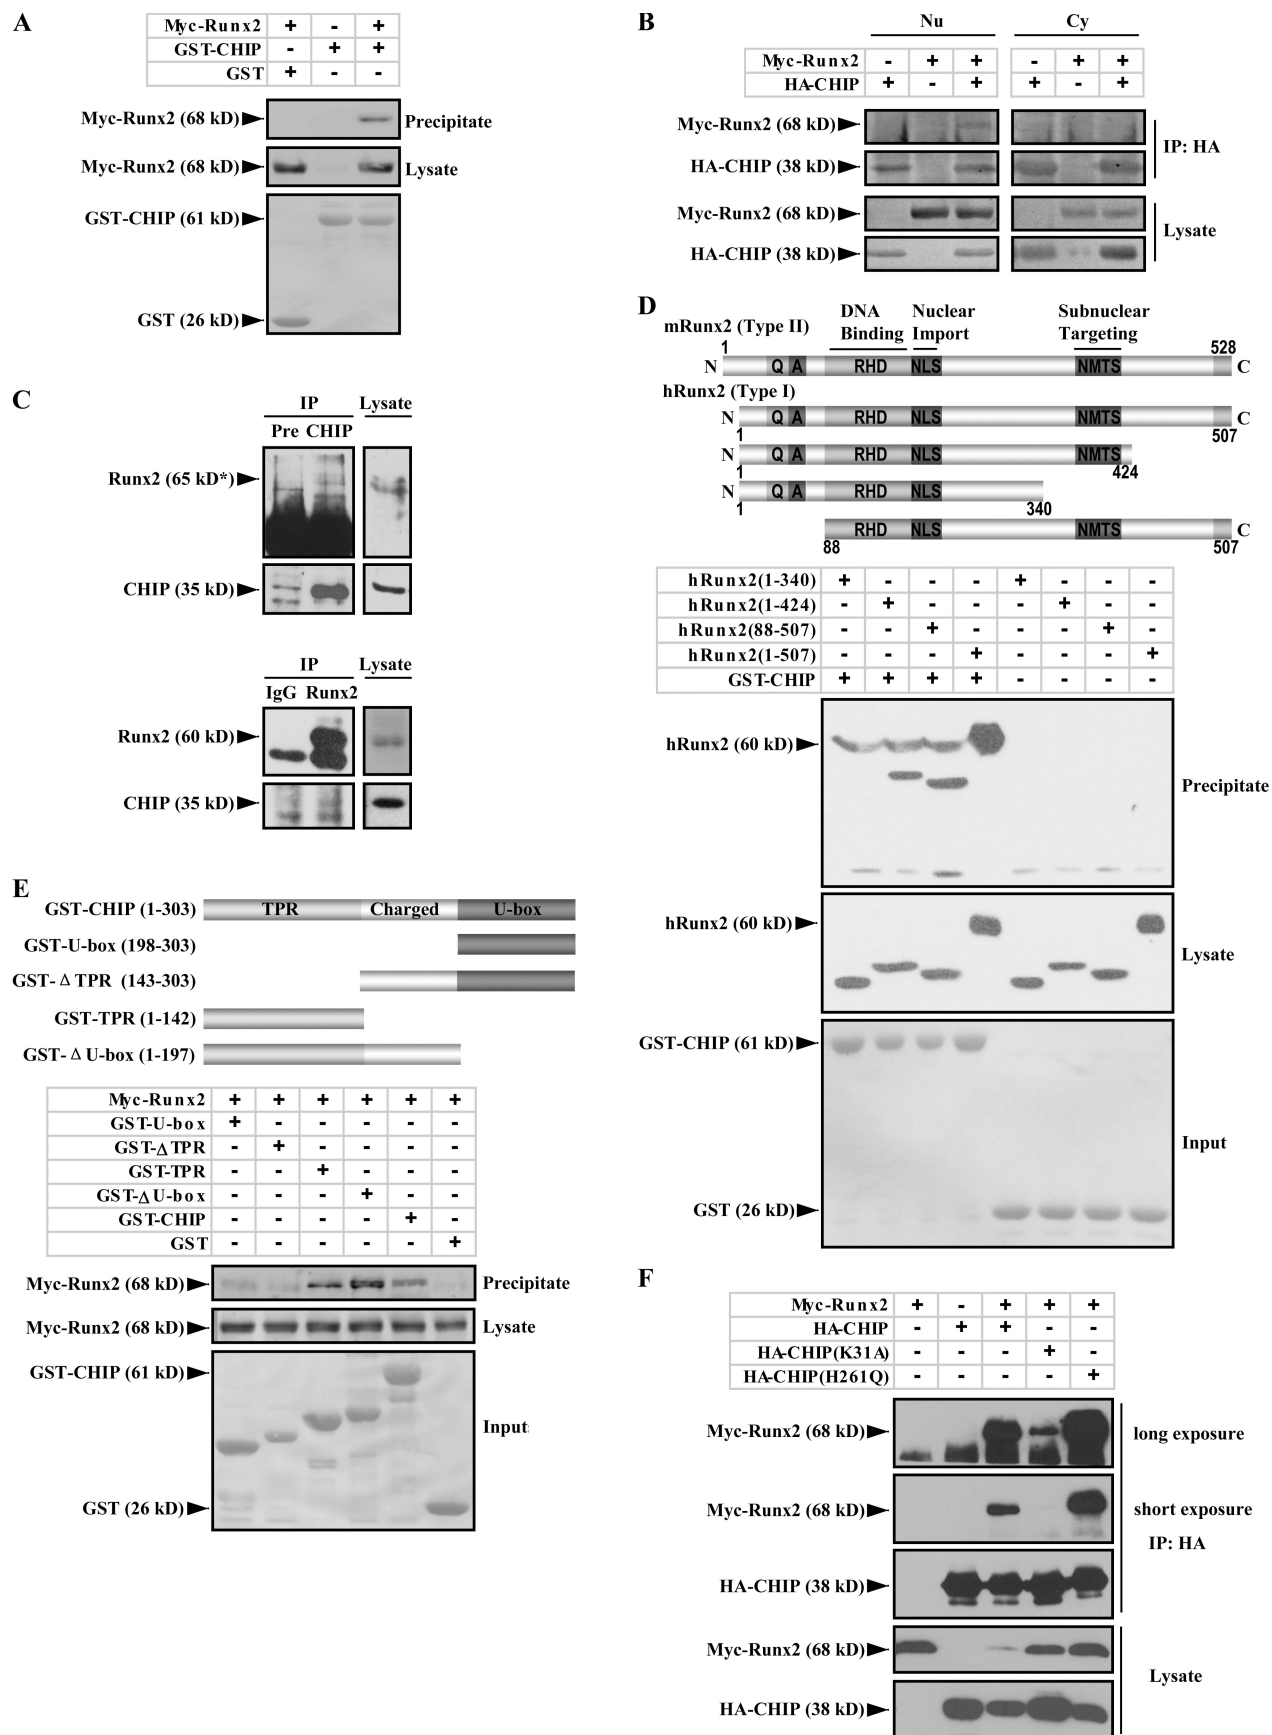 A
Myc-Runx2 + - +
GST-CHIP - + +
GST + - -
Myc-Runx2 (68 kD) Precipitate
Myc-Runx2 (68 kD) Lysate
GST-CHIP (61 kD)
GST (26 kD)
B
Nu Cy
Myc-Runx2 - + + - + +
HA-CHIP + - + + - +
Myc-Runx2 (68 kD)
HA-CHIP (38 kD)
IP: HA
Myc-Runx2 (68 kD)
HA-CHIP (38 kD)
Lysate
C
IP Lysate
Pre CHIP
Runx2 (65 kD*)
CHIP (35 kD)
IP Lysate
IgG Runx2
Runx2 (60 kD)
CHIP (35 kD)
D
DNA Binding
Nuclear Import
Subnuclear Targeting
mRunx2 (Type II)
1 528
N Q A RHD NLS NMTS C
hRunx2 (Type I)
N Q A RHD NLS NMTS C
1 507
N Q A RHD NLS NMTS
1 424
N Q A RHD NLS
1 340
RHD NLS NMTS C
88 507
hRunx2(1-340) + - - - + - - -
hRunx2(1-424) - + - - - + - -
hRunx2(88-507) - - + - - - + -
hRunx2(1-507) - - - + - - - +
GST-CHIP + + + + - - - -
hRunx2 (60 kD) Precipitate
hRunx2 (60 kD) Lysate
GST-CHIP (61 kD)
Input
GST (26 kD)
E
GST-CHIP (1-303) TPR Charged U-box
GST-U-box (198-303)
GST-Δ TPR (143-303)
GST-TPR (1-142)
GST-Δ U-box (1-197)
Myc-Runx2 + + + + + +
GST-U-box + - - - - -
GST-ΔTPR - + - - - -
GST-TPR - - + - - -
GST-ΔU-box - - - + - -
GST-CHIP - - - - + -
GST - - - - - +
Myc-Runx2 (68 kD) Precipitate
Myc-Runx2 (68 kD) Lysate
GST-CHIP (61 kD)
Input
GST (26 kD)
F
Myc-Runx2 + - + + +
HA-CHIP - + + - -
HA-CHIP(K31A) - - - + -
HA-CHIP(H261Q) - - - - +
Myc-Runx2 (68 kD) long exposure
Myc-Runx2 (68 kD) short exposure
IP: HA
HA-CHIP (38 kD)
Myc-Runx2 (68 kD)
Lysate
HA-CHIP (38 kD)